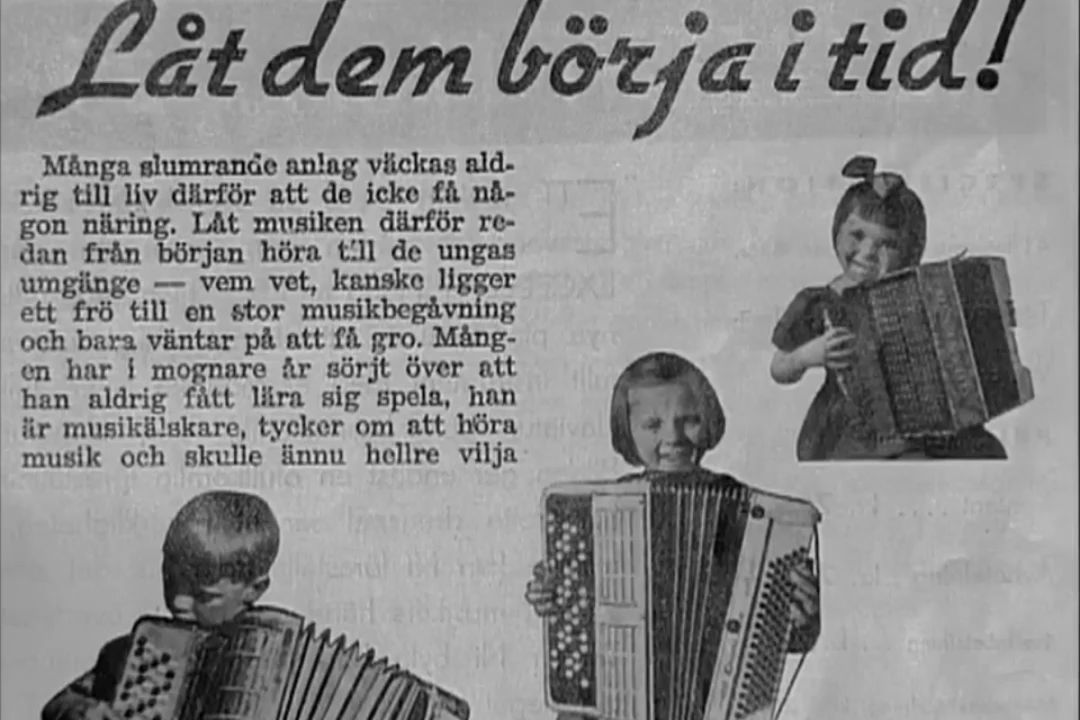 Låt dem börja i tid!
Många slumrande anlag väckas ald-
rig till liv därför att de icke få nå-
gon näring. Låt musiken därför re-
dan från början höra till de ungas
umgänge — vem vet, kanske ligger
ett frö till en stor musikbegåvning
och bara väntar på att få gro. Mång-
en har i mognare år sörjt över att
han aldrig fått lära sig spela, han
är musikälskare, tycker om att höra
musik och skulle ännu hellre vilja